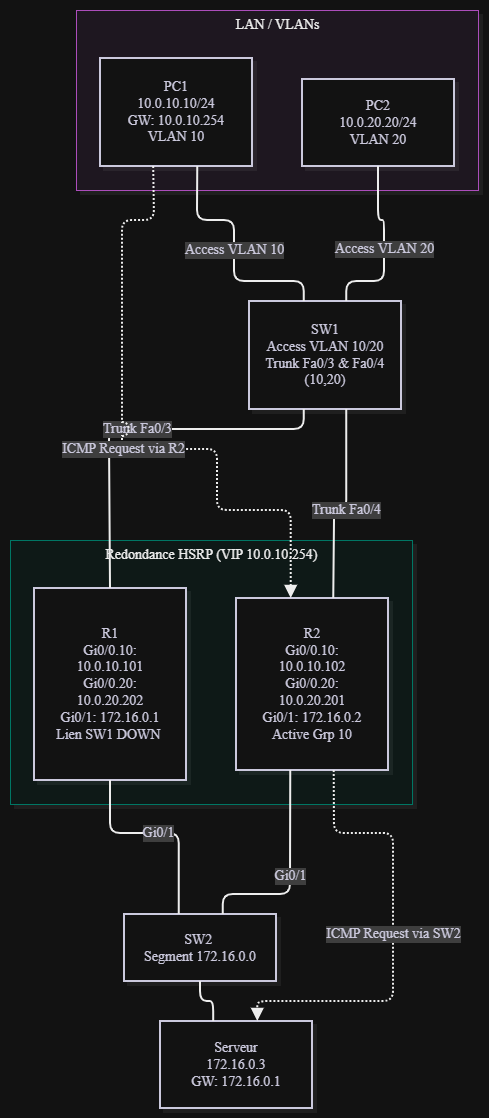 LAN / VLANs
PC1
10.0.10.10/24
GW: 10.0.10.254
VLAN 10
PC2
10.0.20.20/24
VLAN 20
Access VLAN 10
Access VLAN 20
SW1
Access VLAN 10/20
Trunk Fa0/3 & Fa0/4
(10,20)
Trunk Fa0/3
ICMP Request via R2
Trunk Fa0/4
Redondance HSRP (VIP 10.0.10.254)
R1
Gi0/0.10:
10.0.10.101
Gi0/0.20:
10.0.20.202
Gi0/1: 172.16.0.1
Lien SW1 DOWN
R2
Gi0/0.10:
10.0.10.102
Gi0/0.20:
10.0.20.201
Gi0/1: 172.16.0.2
Active Grp 10
Gi0/1
Gi0/1
SW2
Segment 172.16.0.0
ICMP Request via SW2
Serveur
172.16.0.3
GW: 172.16.0.1